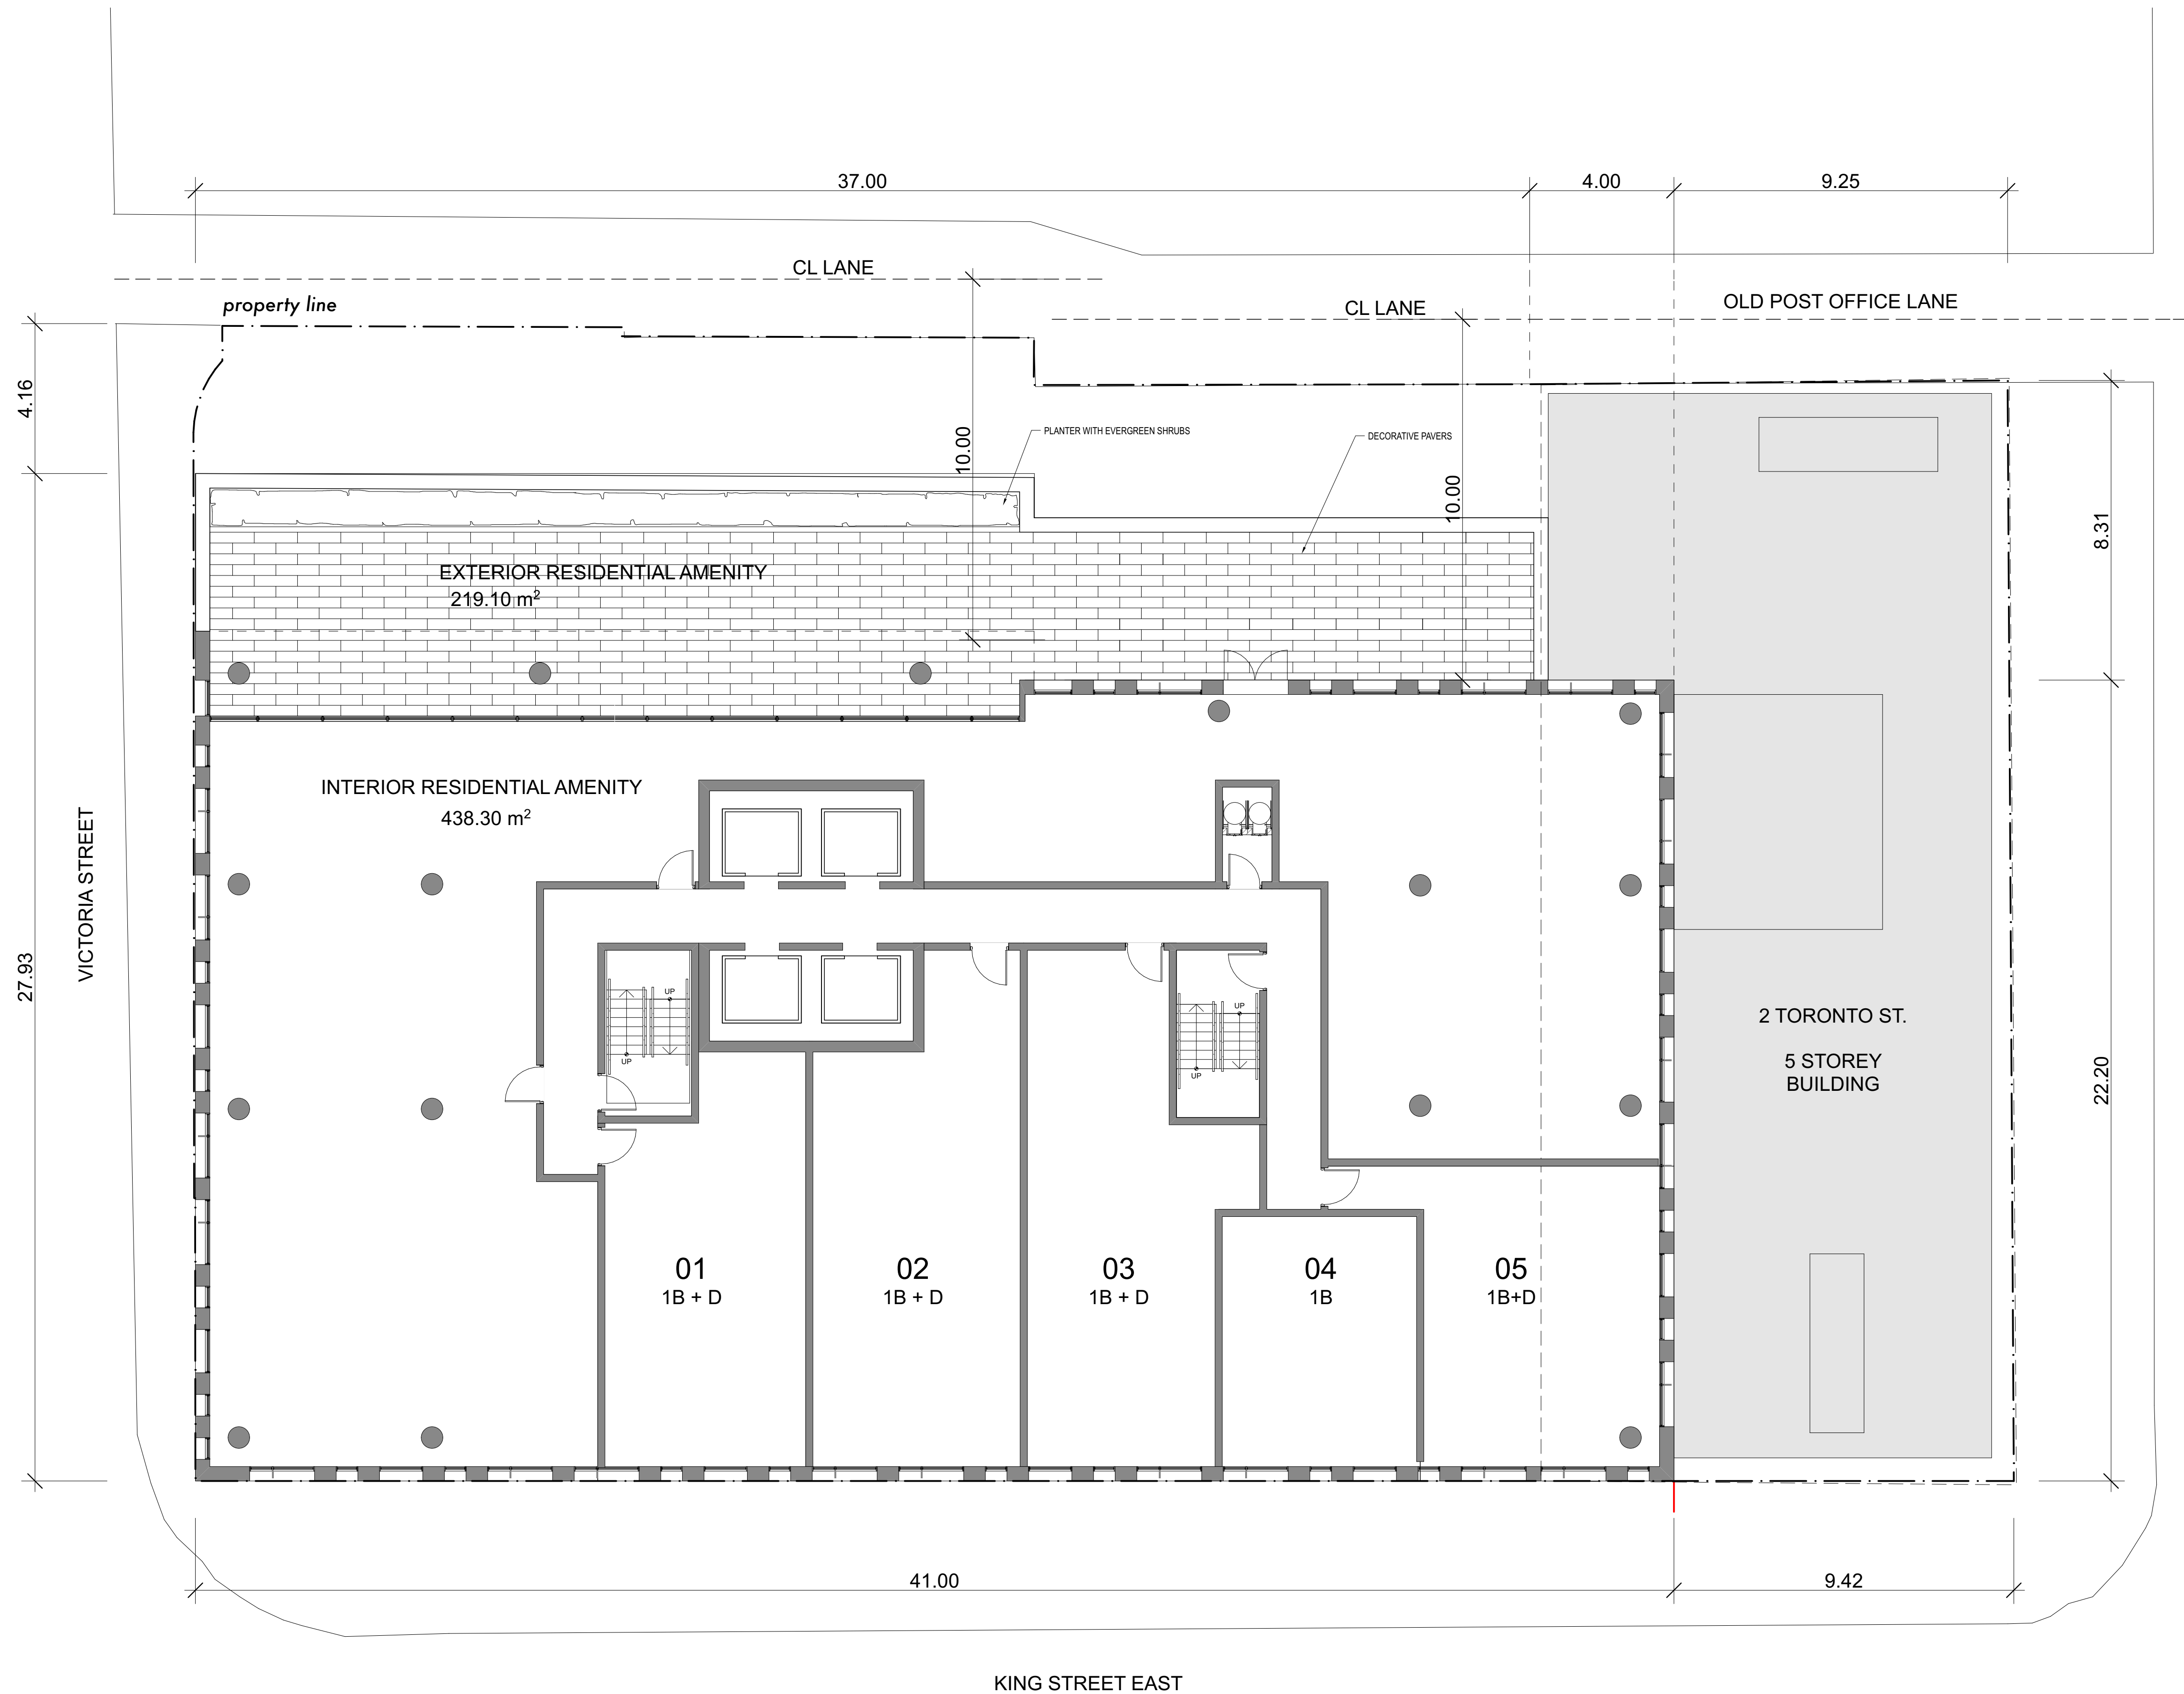 37.00
4.00
9.25
CL LANE
property line
CL LANE
OLD POST OFFICE LANE
4.16
10.00
PLANTER WITH EVERGREEN SHRUBS
DECORATIVE PAVERS
10.00
8.31
EXTERIOR RESIDENTIAL AMENITY
219.10 m²
INTERIOR RESIDENTIAL AMENITY
438.30 m²
VICTORIA STREET
27.93
UP
UP
UP
UP
2 TORONTO ST.
5 STOREY
BUILDING
22.20
01
1B + D
02
1B + D
03
1B + D
04
1B
05
1B+D
41.00
9.42
KING STREET EAST